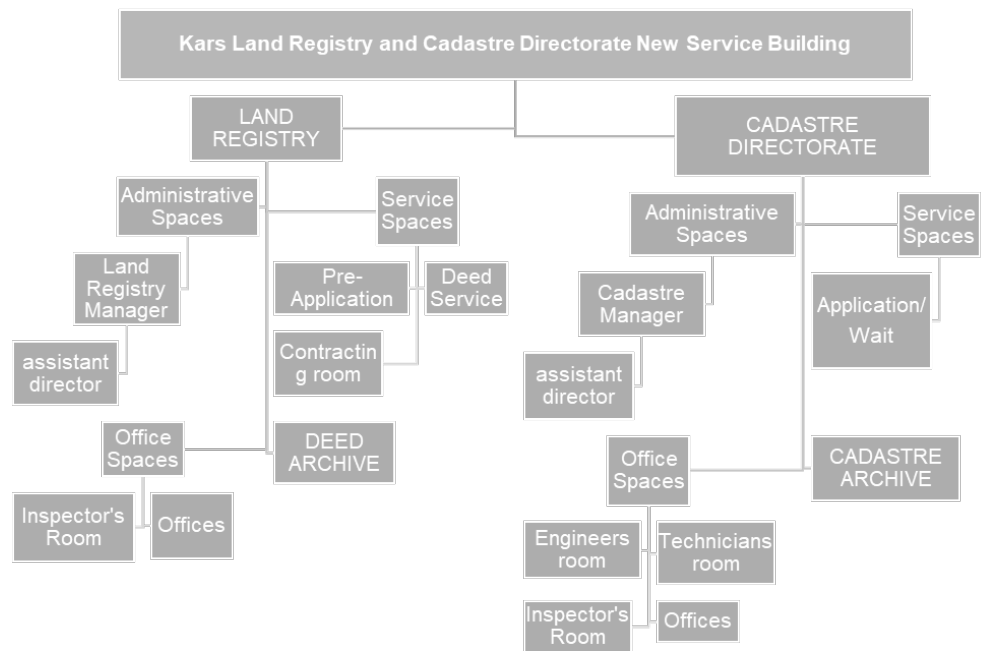 Kars Land Registry and Cadastre Directorate New Service Building
LAND
REGISTRY
Administrative
Spaces
Service
Spaces
Land
Registry
Manager
Pre-
Application
Deed
Service
assistant
director
Contractin
g room
Office
Spaces
DEED
ARCHIVE
Inspector's
Room
Offices
CADASTRE
DIRECTORATE
Administrative
Spaces
Service
Spaces
Cadastre
Manager
Application/
Wait
assistant
director
Office
Spaces
CADASTRE
ARCHIVE
Engineers
room
Technicians
room
Inspector's
Room
Offices